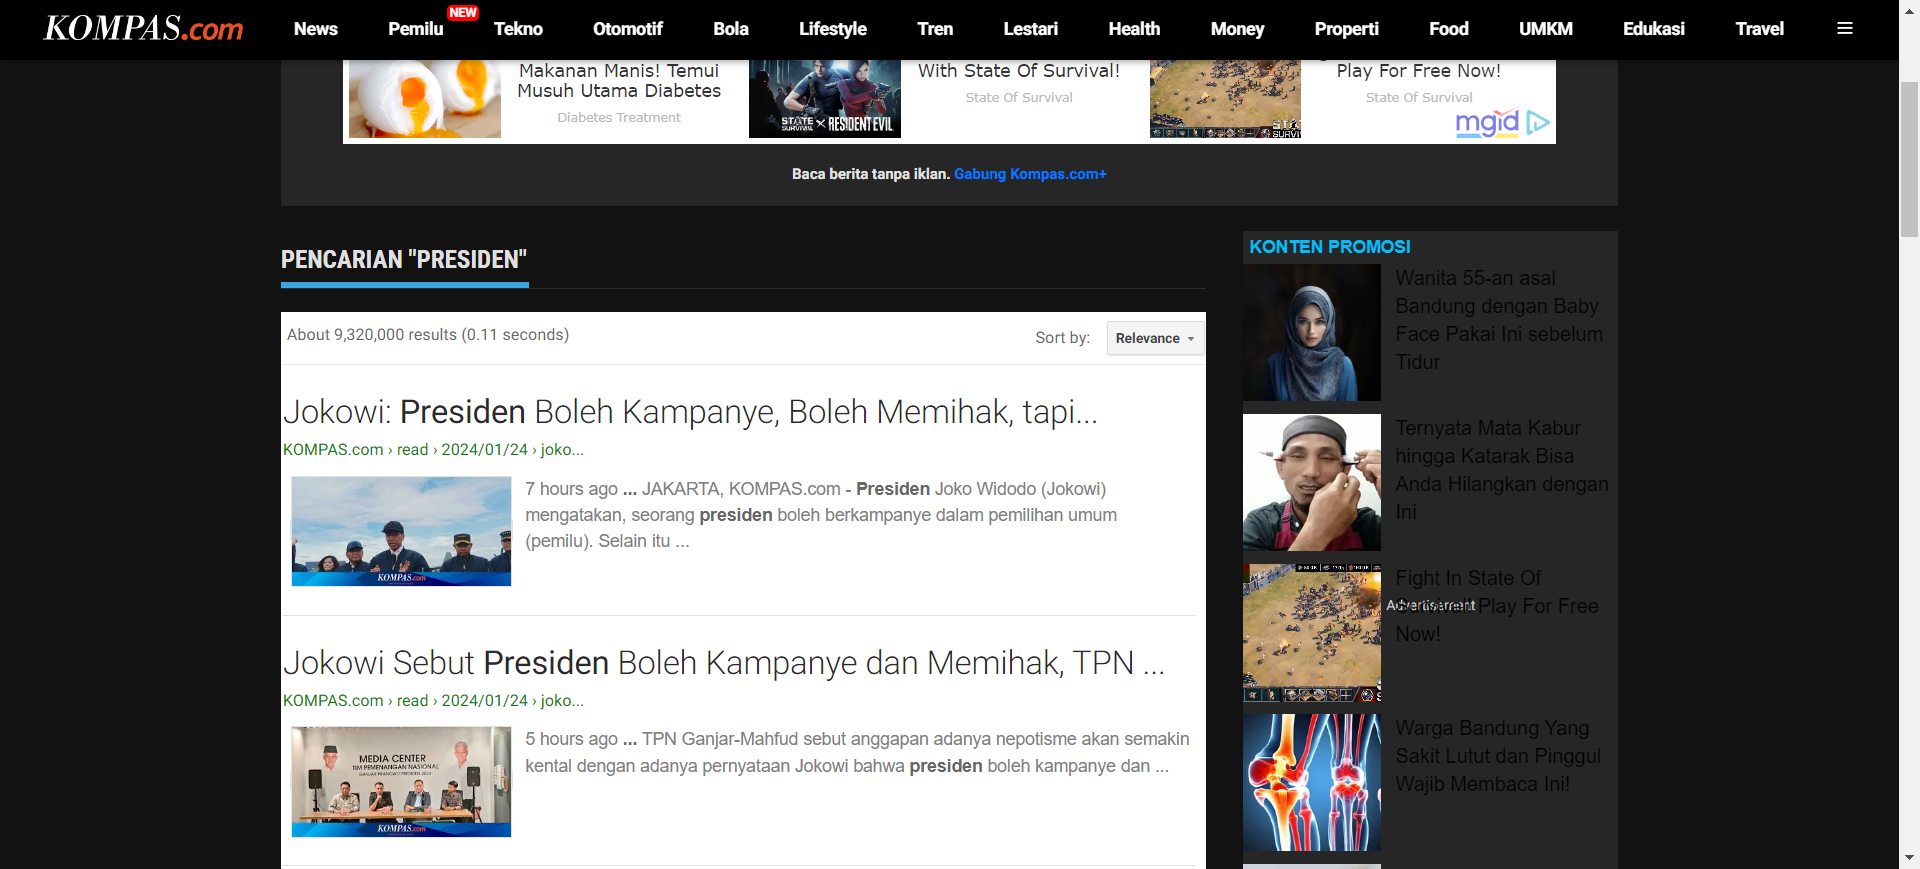 KOMPAS.com
News
Pemilu
NEW
Tekno
Otomotif
Bola
Lifestyle
Tren
Lestari
Health
Money
Properti
Food
UMKM
Edukasi
Travel
Makanan Manis! Temui
Musuh Utama Diabetes
Diabetes Treatment
STATE OF SURVIVAL × RESIDENT EVIL
With State Of Survival!
State Of Survival
Play For Free Now!
State Of Survival
mgid
Baca berita tanpa iklan. Gabung Kompas.com+
PENCARIAN "PRESIDEN"
About 9,320,000 results (0.11 seconds)
Sort by:
Relevance
Jokowi: Presiden Boleh Kampanye, Boleh Memihak, tapi...
KOMPAS.com › read › 2024/01/24 › joko...
7 hours ago ... JAKARTA, KOMPAS.com - Presiden Joko Widodo (Jokowi)
mengatakan, seorang presiden boleh berkampanye dalam pemilihan umum
(pemilu). Selain itu ...
KOMPAS.com
Jokowi Sebut Presiden Boleh Kampanye dan Memihak, TPN ...
KOMPAS.com › read › 2024/01/24 › joko...
5 hours ago ... TPN Ganjar-Mahfud sebut anggapan adanya nepotisme akan semakin
kental dengan adanya pernyataan Jokowi bahwa presiden boleh kampanye dan ...
MEDIA CENTER
TIM PEMENANGAN NASIONAL
GANJAR PRANOWO PRESIDEN 2024
KOMPAS.com
KONTEN PROMOSI
Wanita 55-an asal
Bandung dengan Baby
Face Pakai Ini sebelum
Tidur
Ternyata Mata Kabur
hingga Katarak Bisa
Anda Hilangkan dengan
Ini
Fight In State Of
Survival! Play For Free
Now!
Advertisement
Warga Bandung Yang
Sakit Lutut dan Pinggul
Wajib Membaca Ini!